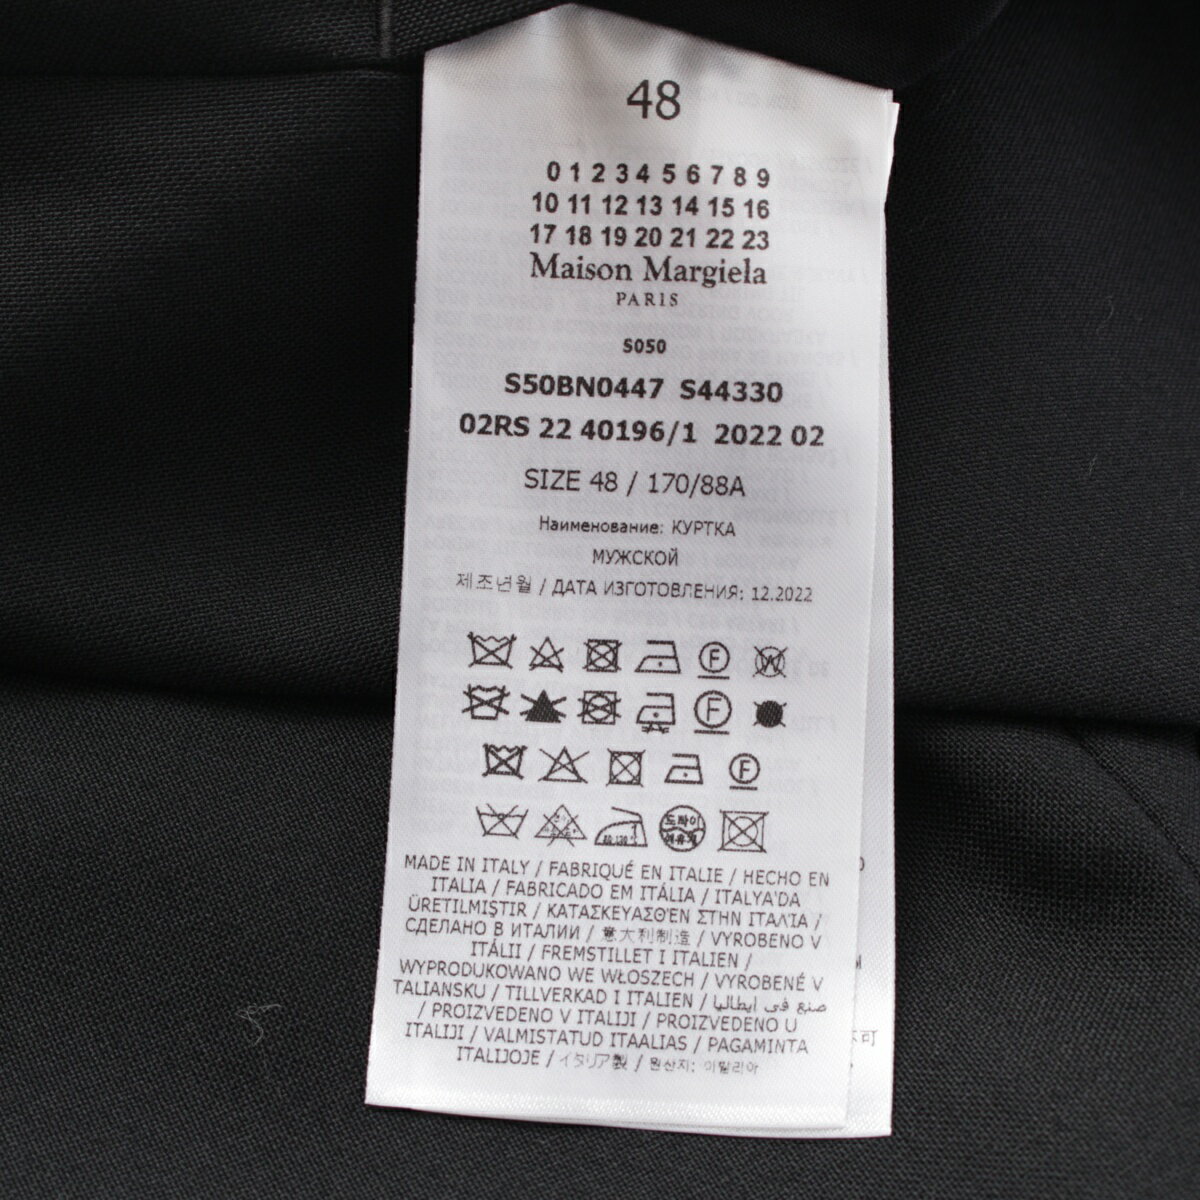 48
0 1 2 3 4 5 6 7 8 9
10 11 12 13 14 15 16
17 18 19 20 21 22 23
Maison Margiela
PARIS
S050
S50BN0447 S44330
02RS 22 40196/1 2022 02
SIZE 48 / 170/88A
Наименование: КУРТКА
МУЖСКОЙ
제조년월 / ДАТА ИЗГОТОВЛЕНИЯ: 12.2022
F W
F
F
드라이
MADE IN ITALY / FABRIQUÉ EN ITALIE / HECHO EN
ITALIA / FABRICADO EM ITÁLIA / ITALYA'DA
ÜRETILMIŞTIR / ΚΑΤΑΣΚΕΥΑΣΘΈΝ ΣΤΗΝ ΙΤΑΛΊΑ /
СДЕЛАНО В ИТАЛИИ / 意大利制造 / VYROBENO V
ITÁLII / FREMSTILLET I ITALIEN /
WYPRODUKOWANO WE WŁOSZECH / VYROBENÉ V
TALIANSKU / TILLVERKAD I ITALIEN / صنع في ايطاليا
/ PROIZVEDENO V ITALIJI / PROIZVEDENO U
ITALIJI / VALMISTATUD ITAALIAS / PAGAMINTA
ITALIJOJE / イタリア製 / 원산지: 이탈리아